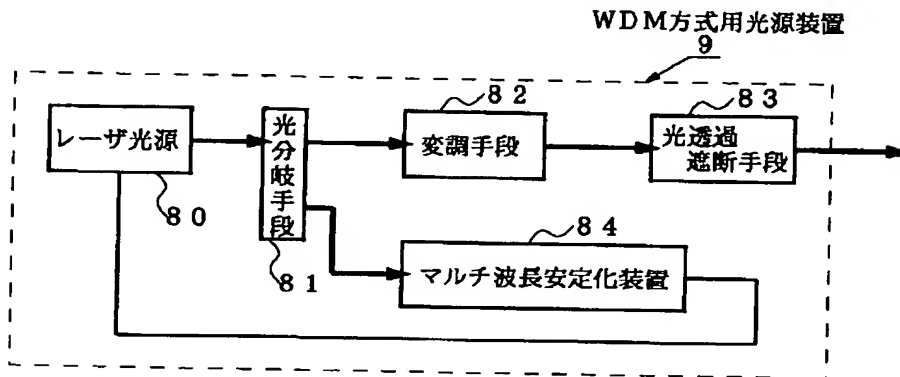 WDM方式用光源装置
9
レーザ光源
80
光分岐手段
81
変調手段
82
光透過
遮断手段
83
マルチ波長安定化装置
84